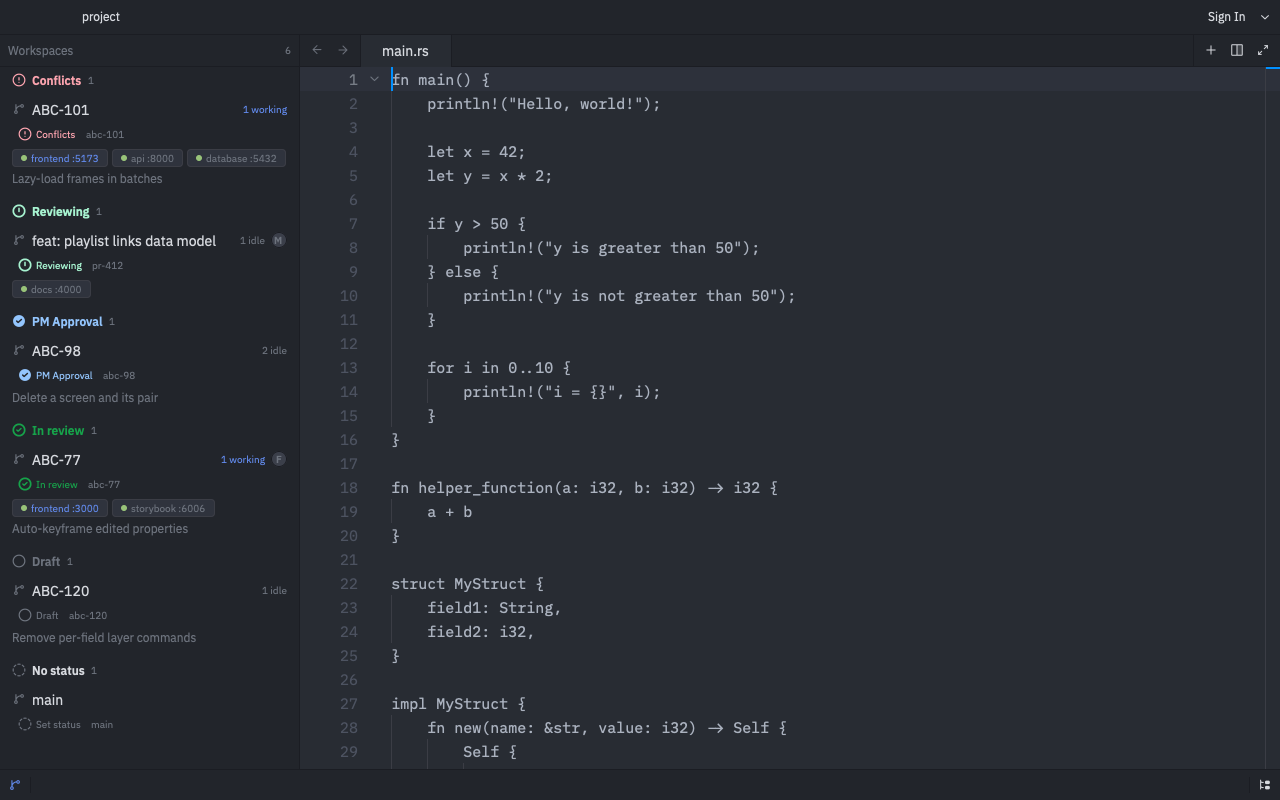 project
Sign In
Workspaces 6
Conflicts 1
ABC-101 1 working
Conflicts abc-101
frontend :5173 api :8000 database :5432
Lazy-load frames in batches
Reviewing 1
feat: playlist links data model 1 idle M
Reviewing pr-412
docs :4000
PM Approval 1
ABC-98 2 idle
PM Approval abc-98
Delete a screen and its pair
In review 1
ABC-77 1 working F
In review abc-77
frontend :3000 storybook :6006
Auto-keyframe edited properties
Draft 1
ABC-120 1 idle
Draft abc-120
Remove per-field layer commands
No status 1
main
Set status main
main.rs
1 fn main() {
2 println!("Hello, world!");
3
4 let x = 42;
5 let y = x * 2;
6
7 if y > 50 {
8 println!("y is greater than 50");
9 } else {
10 println!("y is not greater than 50");
11 }
12
13 for i in 0..10 {
14 println!("i = {}", i);
15 }
16 }
17
18 fn helper_function(a: i32, b: i32) -> i32 {
19 a + b
20 }
21
22 struct MyStruct {
23 field1: String,
24 field2: i32,
25 }
26
27 impl MyStruct {
28 fn new(name: &str, value: i32) -> Self {
29 Self {